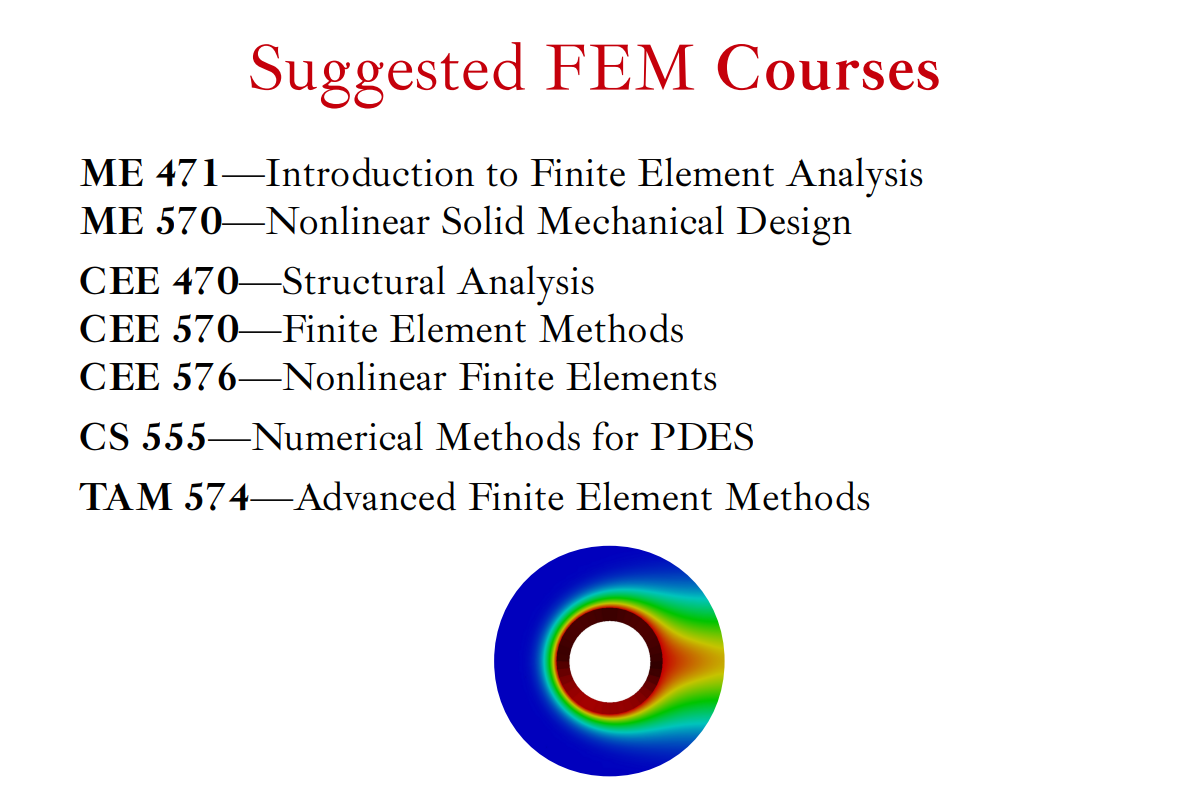 Suggested FEM Courses
ME 471—Introduction to Finite Element Analysis
ME 570—Nonlinear Solid Mechanical Design
CEE 470—Structural Analysis
CEE 570—Finite Element Methods
CEE 576—Nonlinear Finite Elements
CS 555—Numerical Methods for PDES
TAM 574—Advanced Finite Element Methods